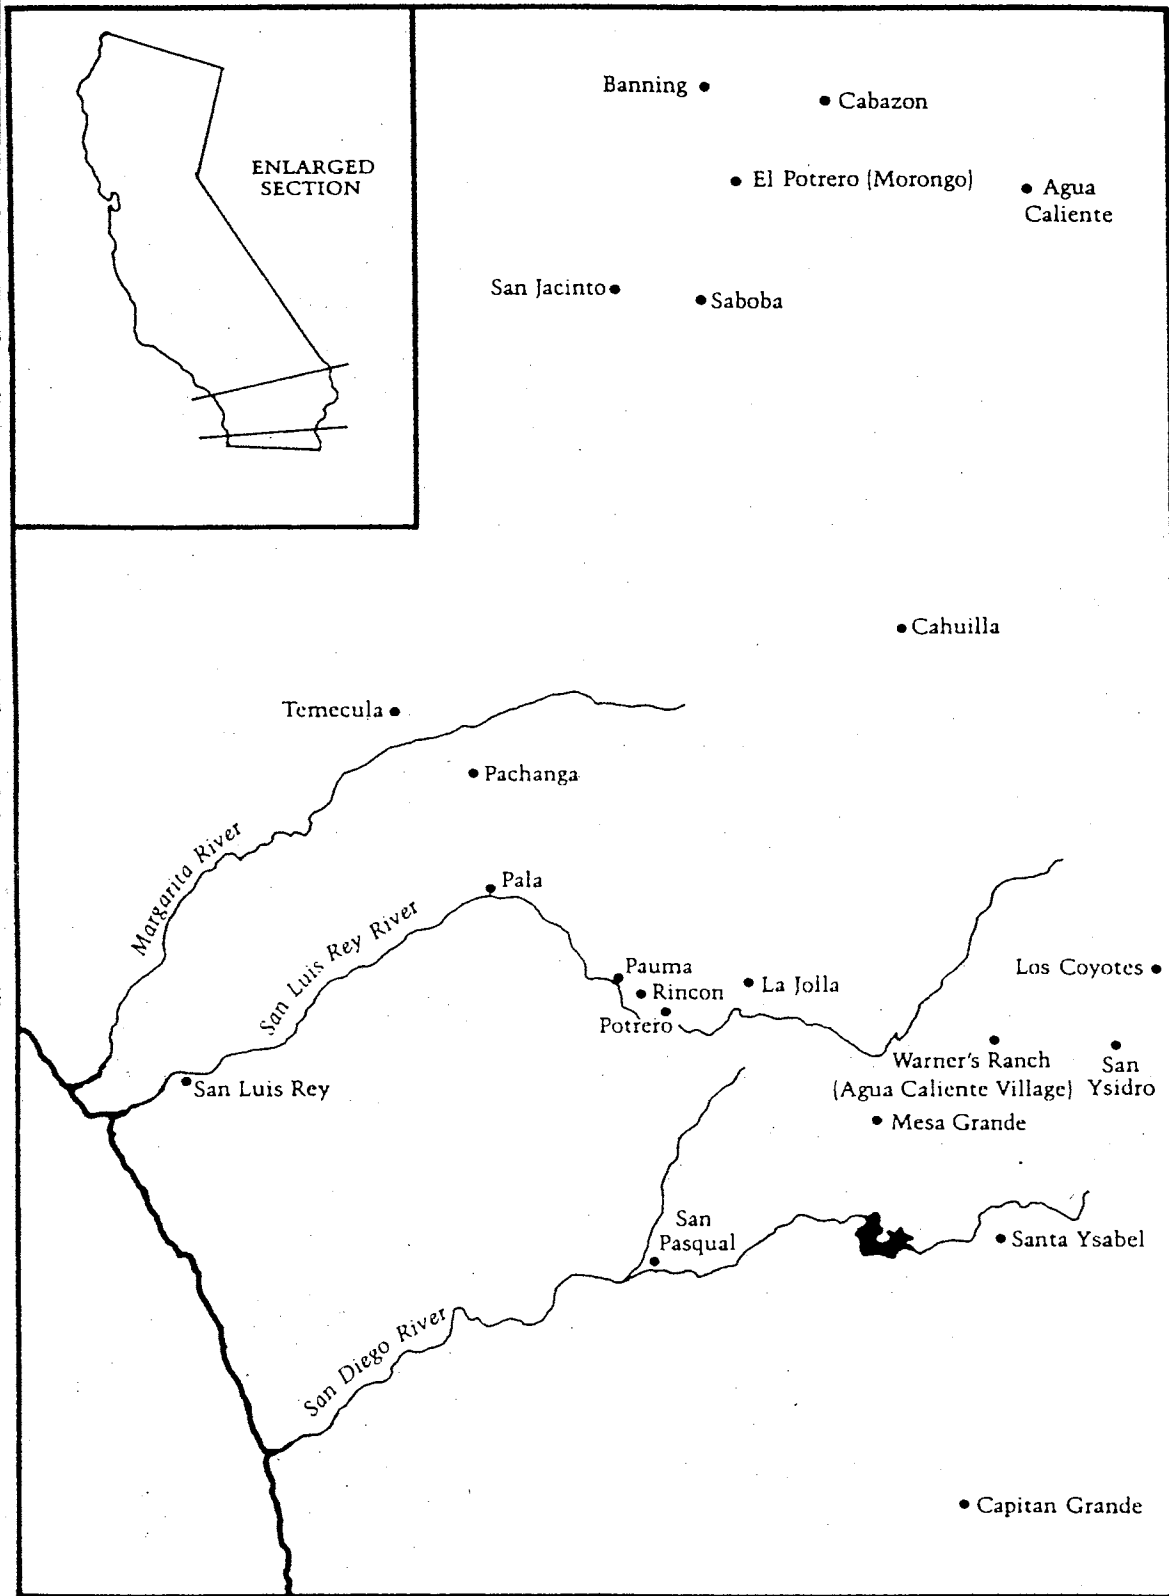 ENLARGED
SECTION
Banning
Cabazon
El Potrero (Morongo)
Agua
Caliente
San Jacinto
Saboba
Cahuilla
Temecula
Pachanga
Margarita River
Pala
San Luis Rey River
Pauma
Rincon
La Jolla
Los Coyotes
Potrero
Warner's Ranch
(Agua Caliente Village)
San
Ysidro
San Luis Rey
Mesa Grande
San
Pasqual
Santa Ysabel
San Diego River
Capitan Grande